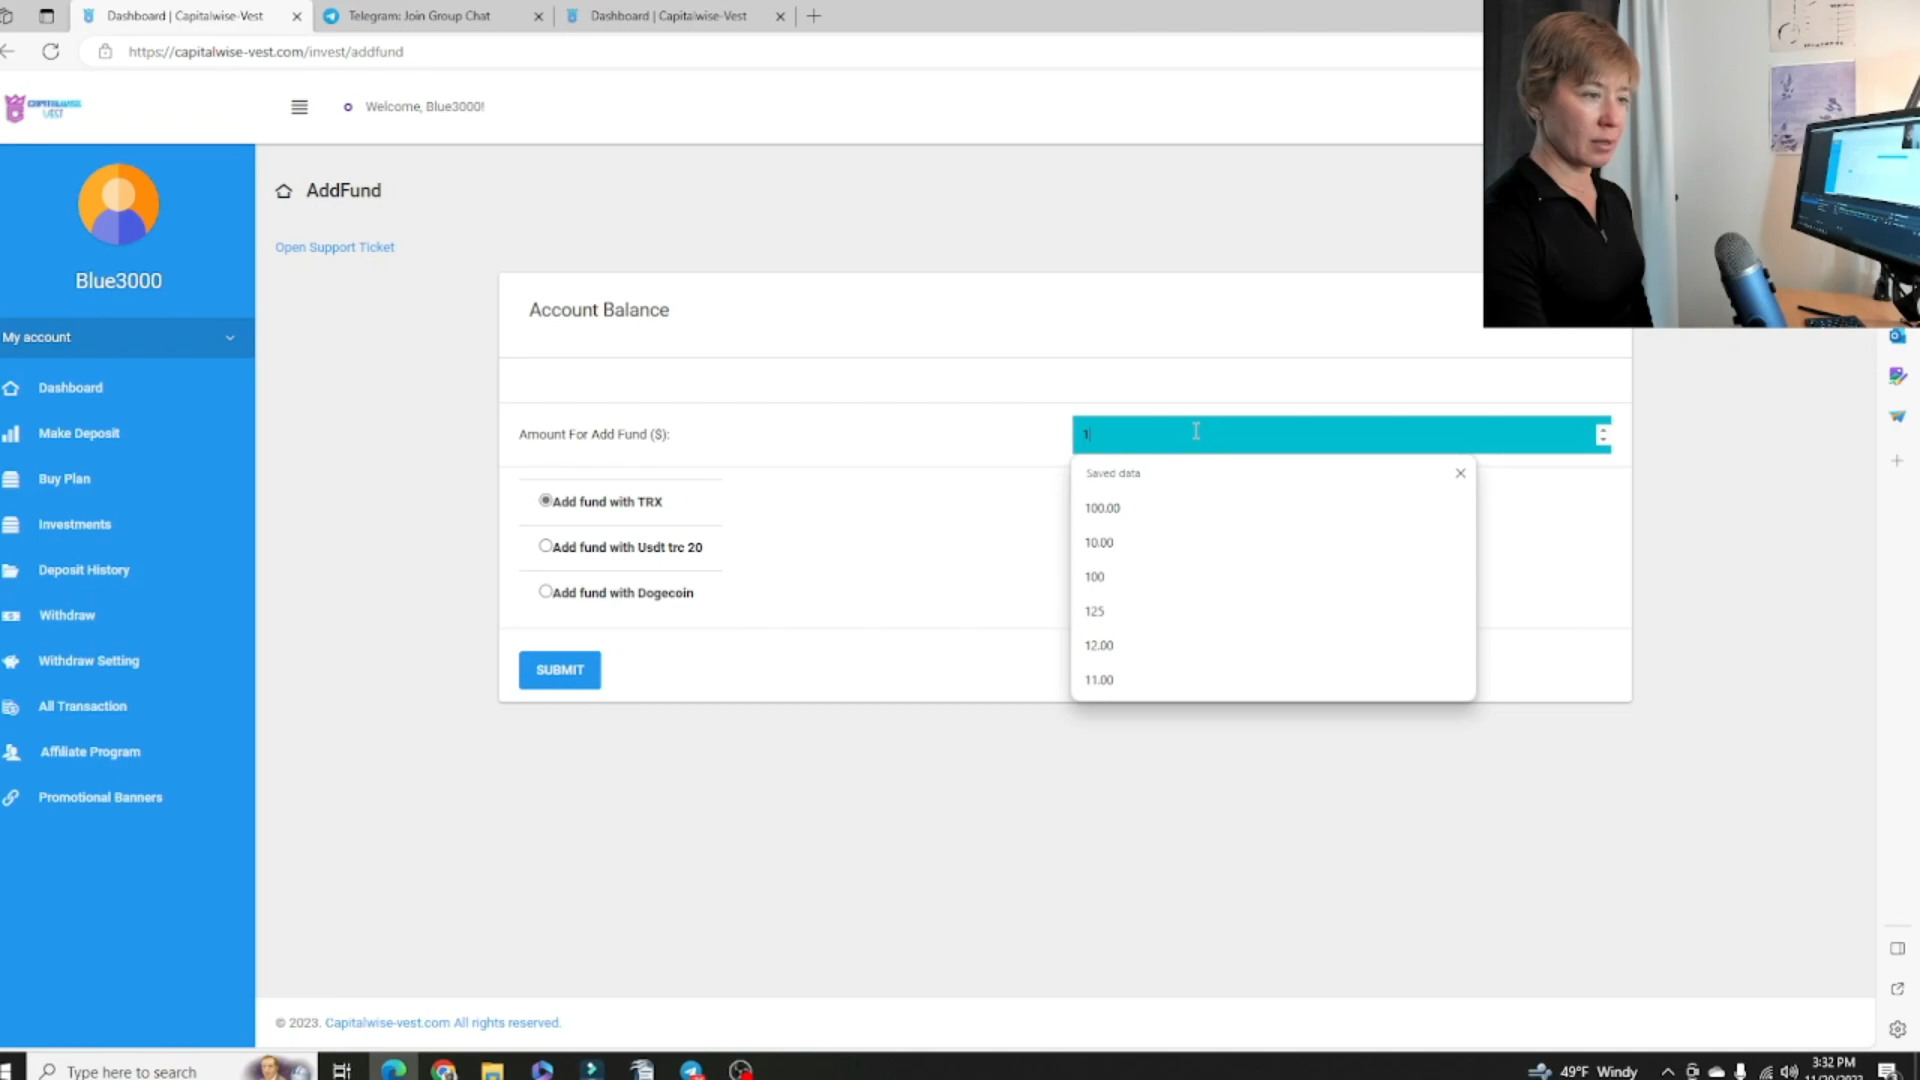 Dashboard | Capitalwise-Vest
Telegram: Join Group Chat
Dashboard | Capitalwise-Vest
https://capitalwise-vest.com/invest/addfund
CAPITALWISE
VEST
Welcome, Blue3000!
Blue3000
My account
Dashboard
Make Deposit
Buy Plan
Investments
Deposit History
Withdraw
Withdraw Setting
All Transaction
Affiliate Program
Promotional Banners
AddFund
Open Support Ticket
Account Balance
Amount For Add Fund ($):
1
Saved data
100.00
10.00
100
125
12.00
11.00
Add fund with TRX
Add fund with Usdt trc 20
Add fund with Dogecoin
SUBMIT
© 2023. Capitalwise-vest.com All rights reserved.
Type here to search
49°F Windy
3:32 PM